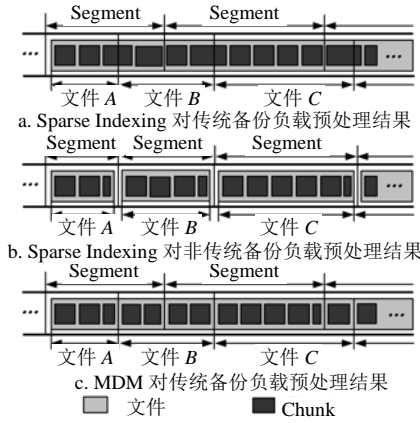 Segment Segment
... ...
文件 A 文件 B 文件 C
a. Sparse Indexing 对传统备份负载预处理结果
Segment Segment Segment
... ...
文件 A 文件 B 文件 C
b. Sparse Indexing 对非传统备份负载预处理结果
Segment Segment
... ...
文件 A 文件 B 文件 C
c. MDM 对传统备份负载预处理结果
文件 Chunk